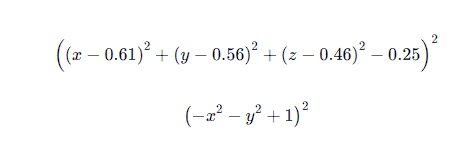 ((x − 0.61)² + (y − 0.56)² + (z − 0.46)² − 0.25)²
(−x² − y² + 1)²